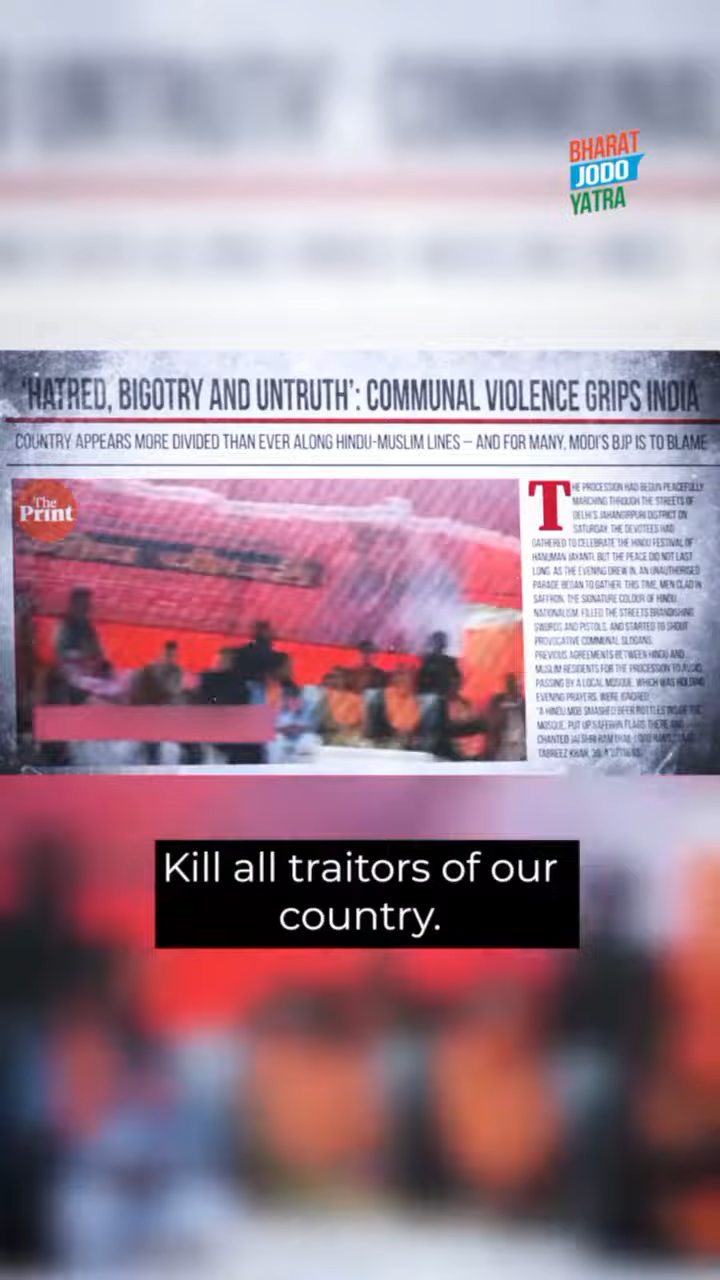 BHARAT
JODO
YATRA
'HATRED, BIGOTRY AND UNTRUTH': COMMUNAL VIOLENCE GRIPS INDIA
COUNTRY APPEARS MORE DIVIDED THAN EVER ALONG HINDU-MUSLIM LINES – AND FOR MANY, MODI'S BJP IS TO BLAME
The
Print
THE PROCESSION HAD BEGUN PEACEFULLY
MARCHING THROUGH THE STREETS OF
DELHI'S JAHANGIRPURI DISTRICT ON
SATURDAY. THE DEVOTEES HAD
GATHERED TO CELEBRATE THE HINDU FESTIVAL OF
HANUMAN JAYANTI. BUT THE PEACE DID NOT LAST
LONG. AS THE EVENING DREW IN, AN UNAUTHORISED
PARADE BEGAN TO GATHER. THIS TIME, MEN CLAD IN
SAFFRON, THE SIGNATURE COLOUR OF HINDU
NATIONALISM, FILLED THE STREETS BRANDISHING
SWORDS AND PISTOLS, AND STARTED TO SHOUT
PROVOCATIVE COMMUNAL SLOGANS.
PREVIOUS AGREEMENTS BETWEEN HINDU AND
MUSLIM RESIDENTS FOR THE PROCESSION TO AVOID
PASSING BY A LOCAL MOSQUE, WHICH WAS HOLDING
EVENING PRAYERS, WERE IGNORED.
"A HINDU MOB SMASHED BEER BOTTLES INSIDE THE
MOSQUE, PUT UP SAFFRON FLAGS THERE AND
CHANTED JAI SHRI RAM
TABREEZ KHAN, 39,
Kill all traitors of our
country.